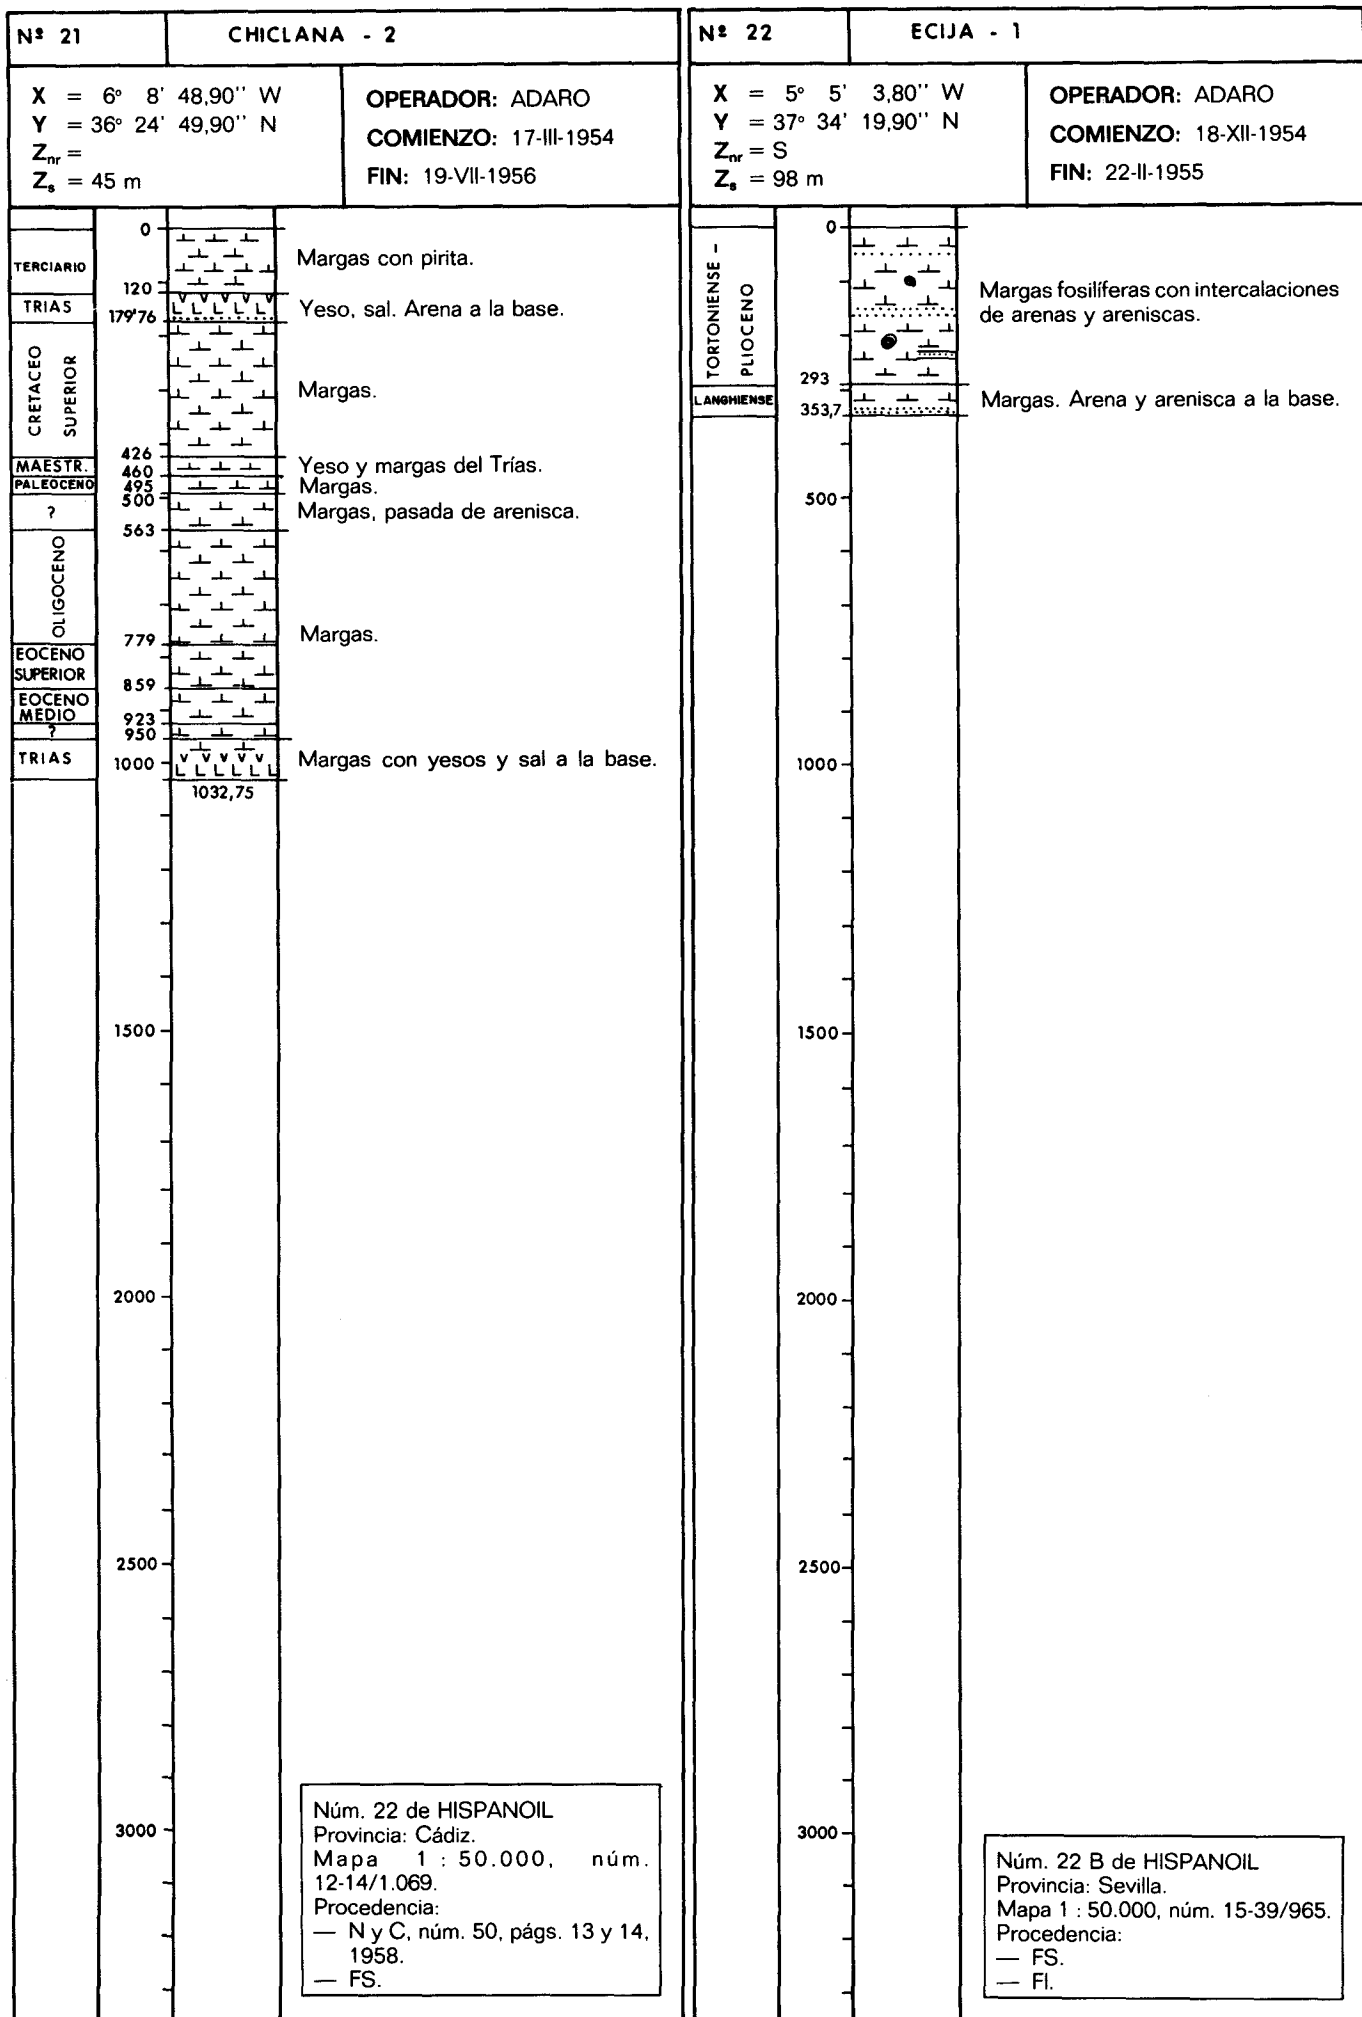 Nº 21
CHICLANA - 2
X = 6° 8' 48,90'' W
Y = 36° 24' 49,90'' N
Znr =
Zs = 45 m
OPERADOR: ADARO
COMIENZO: 17-III-1954
FIN: 19-VII-1956
0
TERCIARIO
Margas con pirita.
120
TRIAS
Yeso, sal. Arena a la base.
179'76
CRETACEO
SUPERIOR
Margas.
426
MAESTR.
Yeso y margas del Trías.
460
PALEOCENO
495
Margas.
500
?
Margas, pasada de arenisca.
563
OLIGOCENO
Margas.
779
EOCENO
SUPERIOR
859
EOCENO
MEDIO
923
?
950
TRIAS
1000
Margas con yesos y sal a la base.
1032,75
1500
2000
2500
3000
Núm. 22 de HISPANOIL
Provincia: Cádiz.
Mapa 1 : 50.000, núm.
12-14/1.069.
Procedencia:
— N y C, núm. 50, págs. 13 y 14,
1958.
— FS.
Nº 22
ECIJA - 1
X = 5° 5' 3,80'' W
Y = 37° 34' 19,90'' N
Znr = S
Zs = 98 m
OPERADOR: ADARO
COMIENZO: 18-XII-1954
FIN: 22-II-1955
0
TORTONIENSE -
PLIOCENO
Margas fosilíferas con intercalaciones
de arenas y areniscas.
293
LANGHIENSE
Margas. Arena y arenisca a la base.
353,7
500
1000
1500
2000
2500
3000
Núm. 22 B de HISPANOIL
Provincia: Sevilla.
Mapa 1 : 50.000, núm. 15-39/965.
Procedencia:
— FS.
— FI.